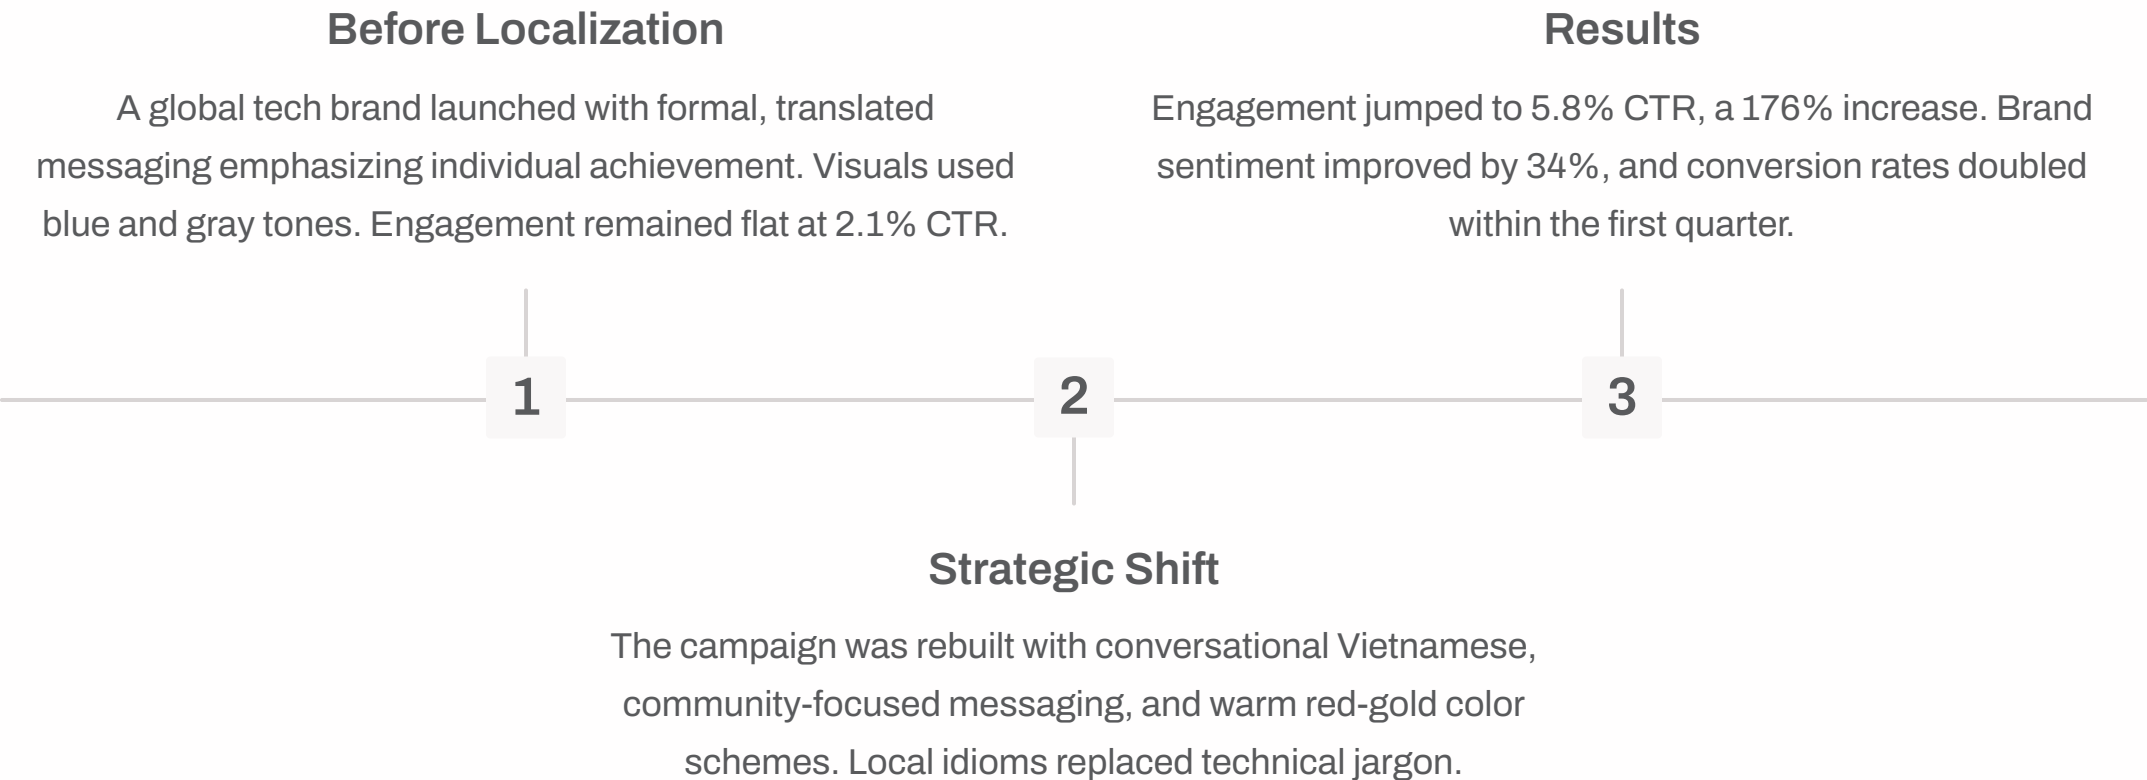 Before Localization
A global tech brand launched with formal, translated
messaging emphasizing individual achievement. Visuals used
blue and gray tones. Engagement remained flat at 2.1% CTR.
Results
Engagement jumped to 5.8% CTR, a 176% increase. Brand
sentiment improved by 34%, and conversion rates doubled
within the first quarter.
1
2
3
Strategic Shift
The campaign was rebuilt with conversational Vietnamese,
community-focused messaging, and warm red-gold color
schemes. Local idioms replaced technical jargon.